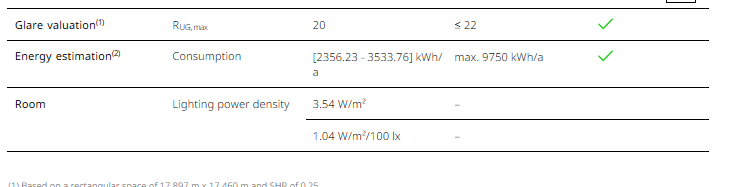 Glare valuation(1) RUG, max 20 ≤ 22 ✓
Energy estimation(2) Consumption [2356.23 - 3533.76] kWh/ max. 9750 kWh/a ✓
a
Room Lighting power density 3.54 W/m² –
1.04 W/m²/100 lx –
(1) Based on a rectangular space of 17.897 m x 17.460 m and SHR of 0.25